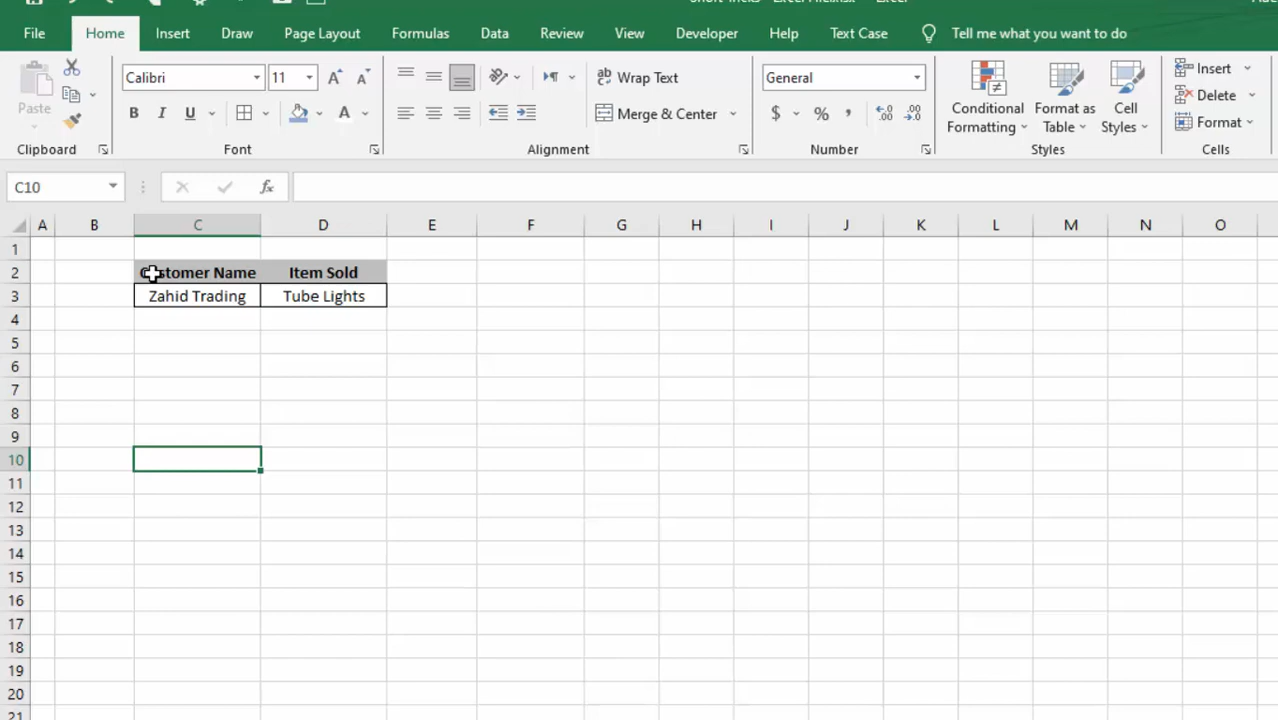 File Home Insert Draw Page Layout Formulas Data Review View Developer Help Text Case Tell me what you want to do
Calibri 11 Wrap Text General Insert
Paste Conditional Formatting Format as Table Cell Styles Delete
B I U A Merge & Center $ % , Format
Clipboard Font Alignment Number Styles Cells
C10 fx
A B C D E F G H I J K L M N O
1
2 Customer Name Item Sold
3 Zahid Trading Tube Lights
4
5
6
7
8
9
10
11
12
13
14
15
16
17
18
19
20
21